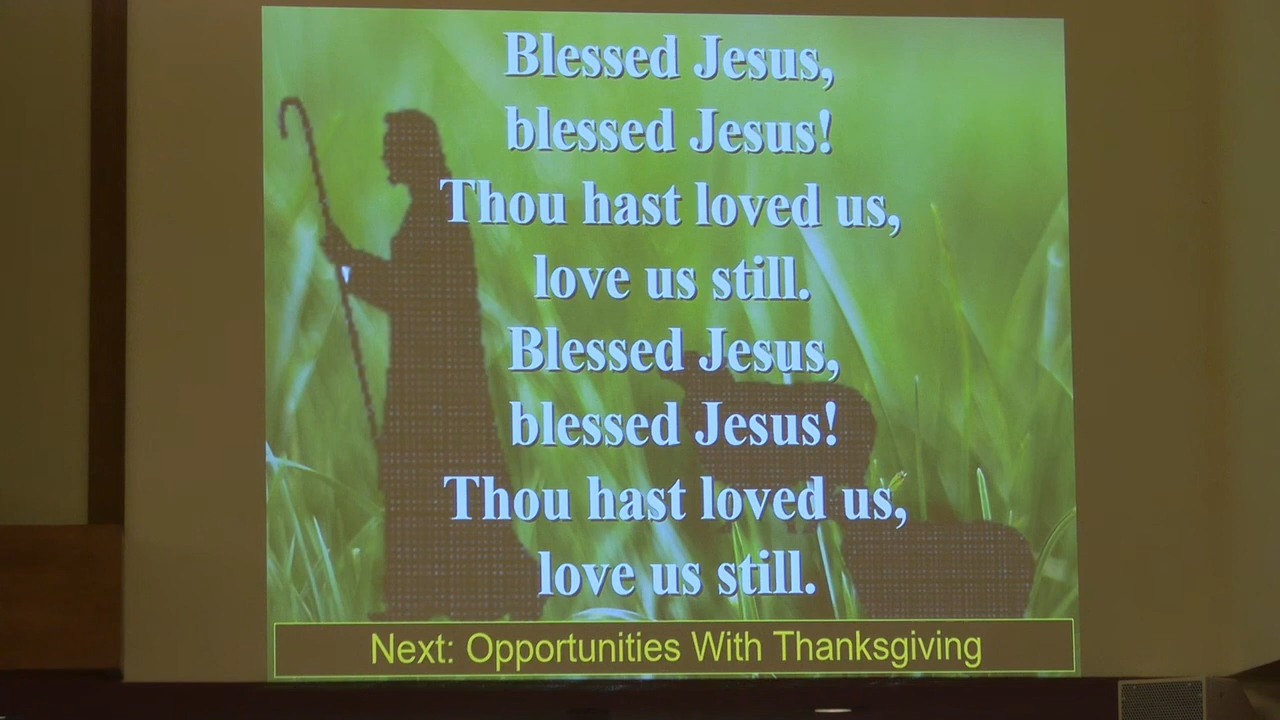 Blessed Jesus,
blessed Jesus!
Thou hast loved us,
love us still.
Blessed Jesus,
blessed Jesus!
Thou hast loved us,
love us still.
Next: Opportunities With Thanksgiving